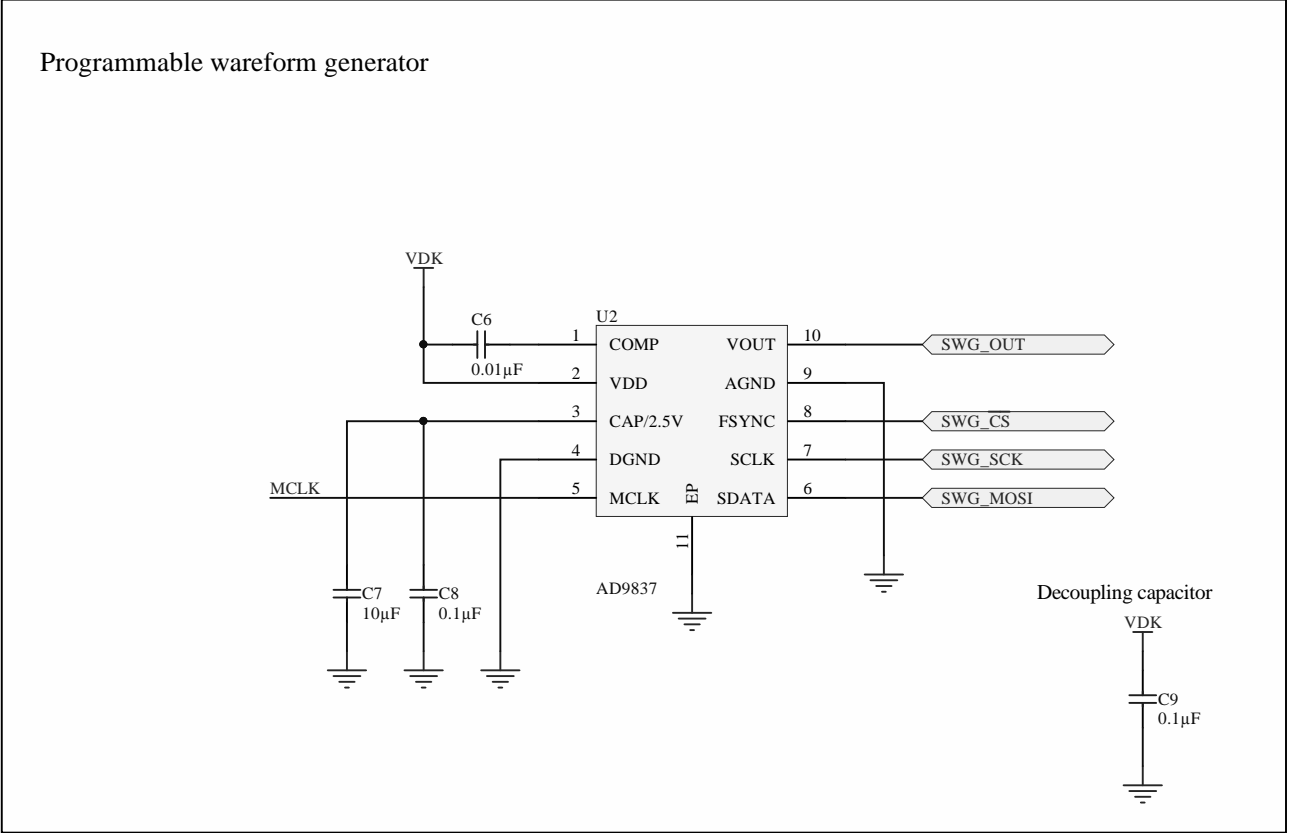 Programmable wareform generator
VDK
C6
0.01µF
U2
1 COMP VOUT 10 SWG_OUT
2 VDD AGND 9
3 CAP/2.5V FSYNC 8 SWG_C̅S̅
4 DGND SCLK 7 SWG_SCK
MCLK 5 MCLK EP SDATA 6 SWG_MOSI
11
AD9837
C7
10µF
C8
0.1µF
Decoupling capacitor
VDK
C9
0.1µF